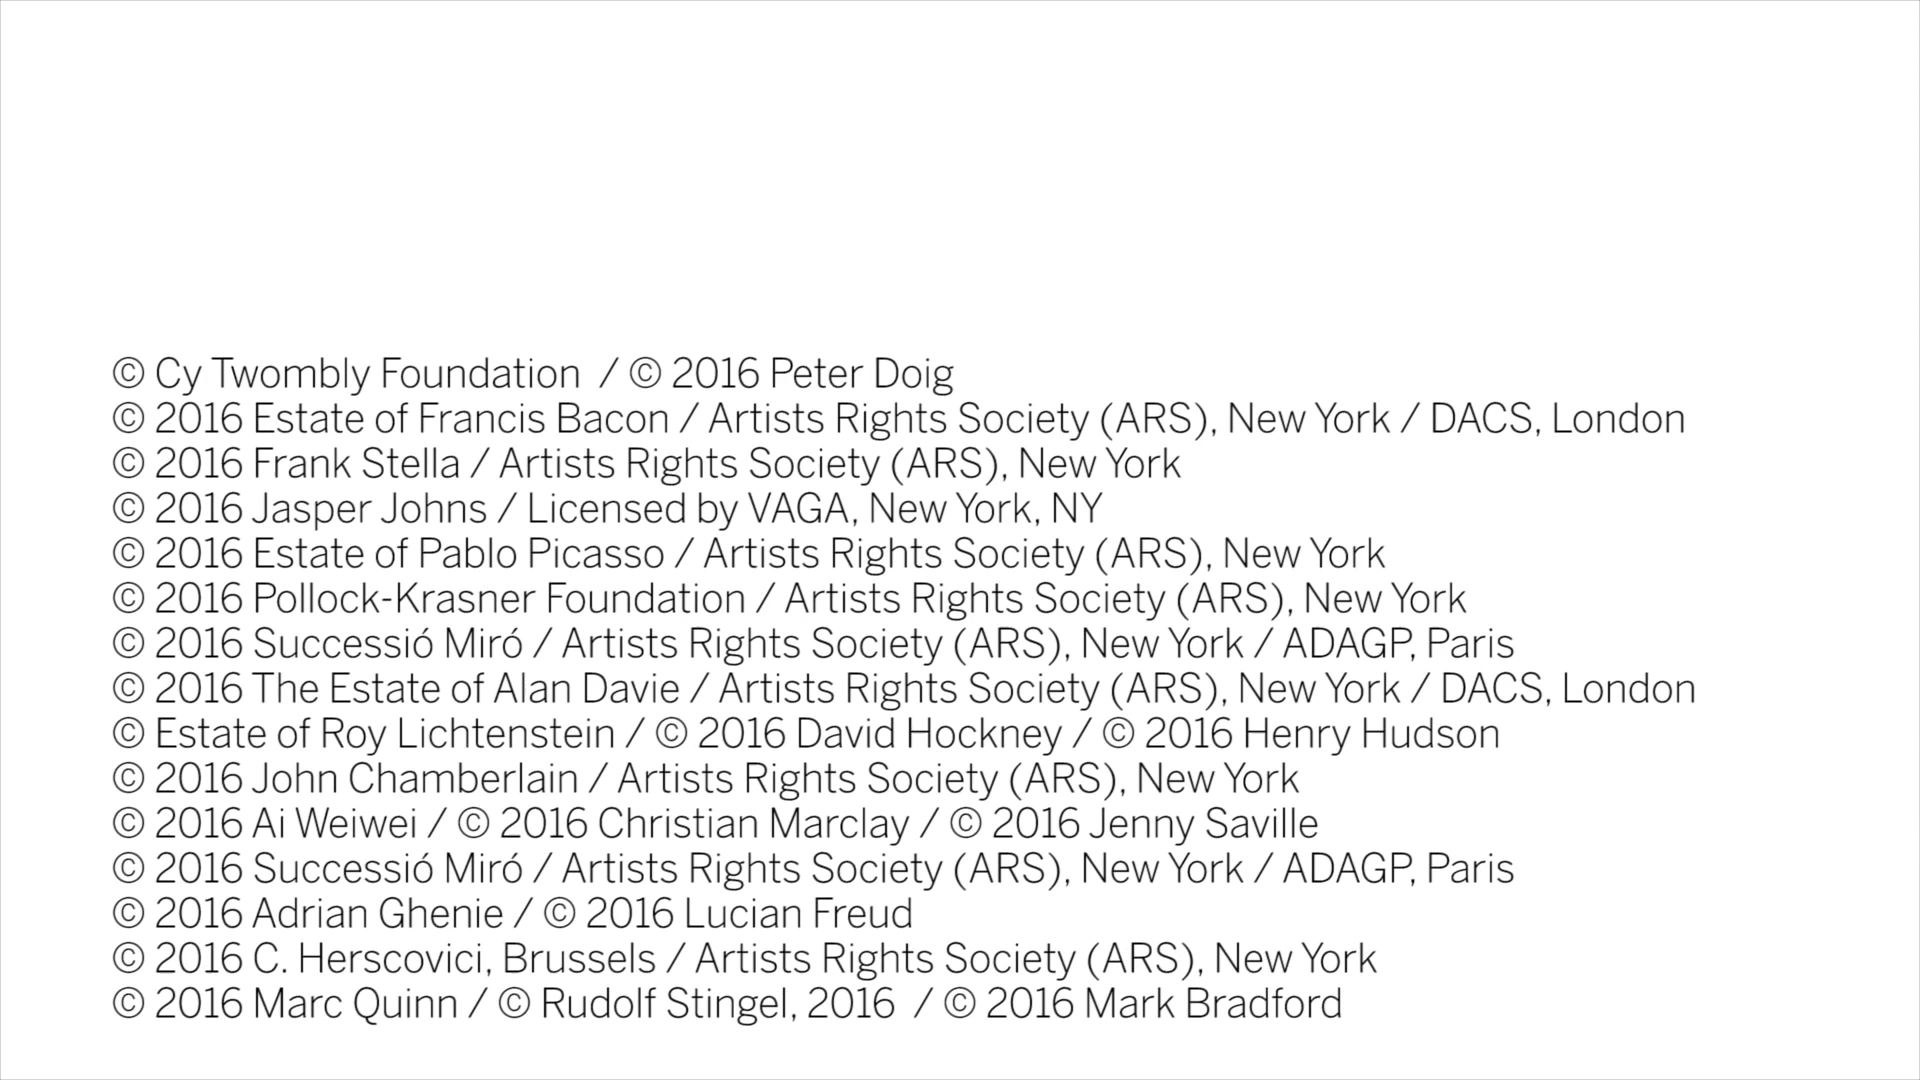 © Cy Twombly Foundation / © 2016 Peter Doig
© 2016 Estate of Francis Bacon / Artists Rights Society (ARS), New York / DACS, London
© 2016 Frank Stella / Artists Rights Society (ARS), New York
© 2016 Jasper Johns / Licensed by VAGA, New York, NY
© 2016 Estate of Pablo Picasso / Artists Rights Society (ARS), New York
© 2016 Pollock-Krasner Foundation / Artists Rights Society (ARS), New York
© 2016 Successió Miró / Artists Rights Society (ARS), New York / ADAGP, Paris
© 2016 The Estate of Alan Davie / Artists Rights Society (ARS), New York / DACS, London
© Estate of Roy Lichtenstein / © 2016 David Hockney / © 2016 Henry Hudson
© 2016 John Chamberlain / Artists Rights Society (ARS), New York
© 2016 Ai Weiwei / © 2016 Christian Marclay / © 2016 Jenny Saville
© 2016 Successió Miró / Artists Rights Society (ARS), New York / ADAGP, Paris
© 2016 Adrian Ghenie / © 2016 Lucian Freud
© 2016 C. Herscovici, Brussels / Artists Rights Society (ARS), New York
© 2016 Marc Quinn / © Rudolf Stingel, 2016 / © 2016 Mark Bradford